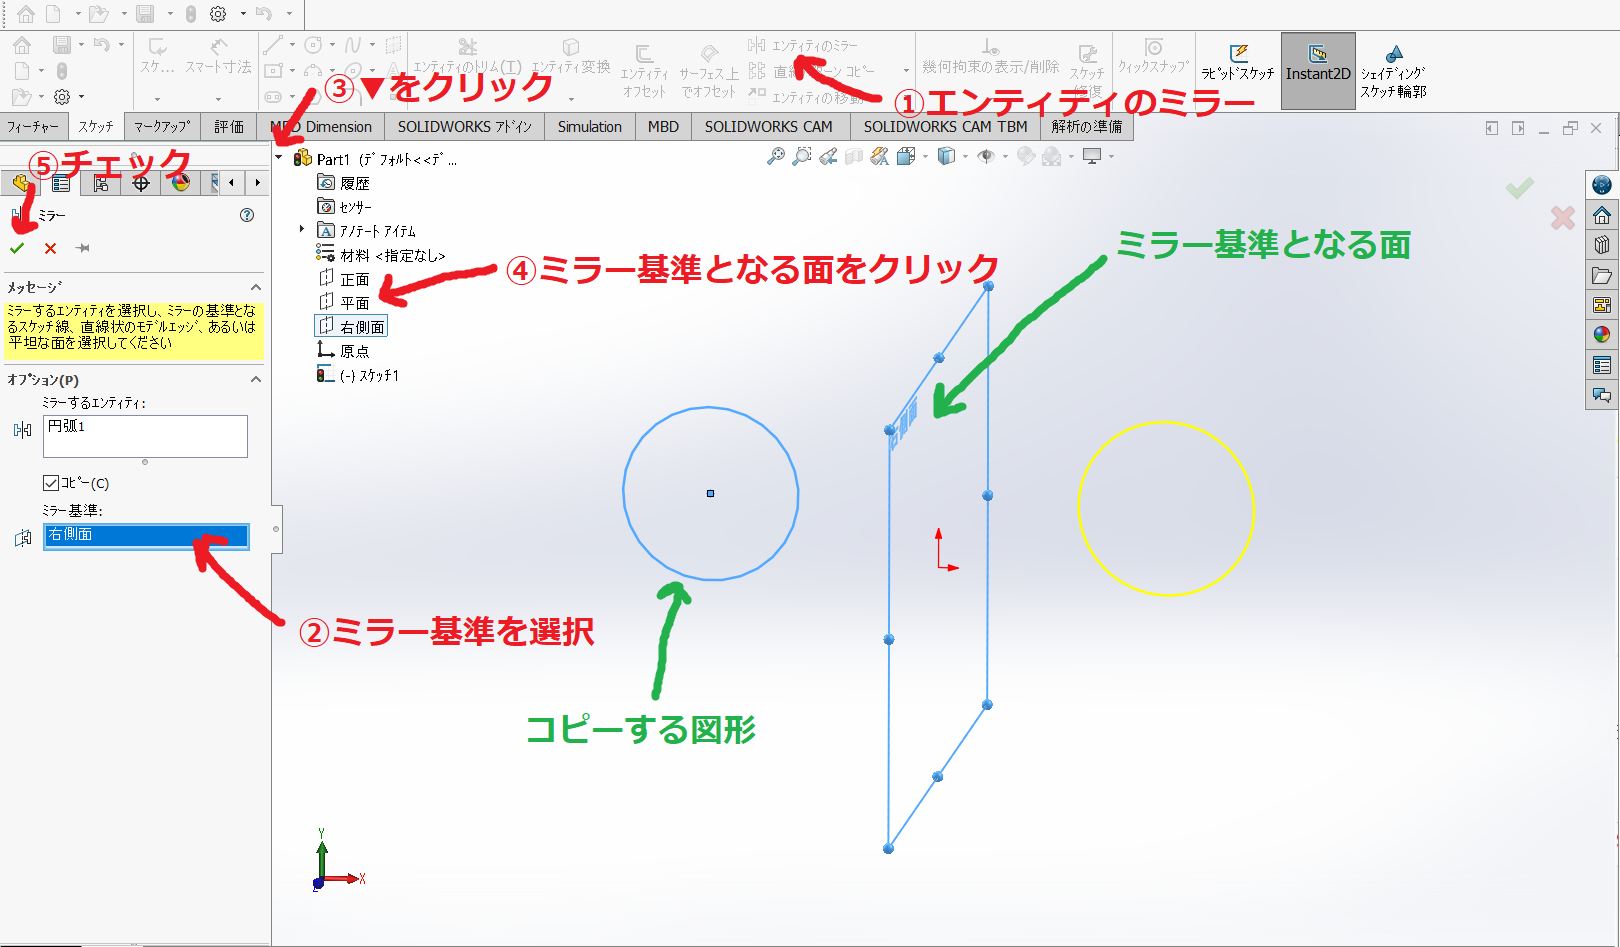 スケ...
スマート寸法
エンティティのトリム(T)
エンティティ変換
エンティティ
オフセット
サーフェス上
でオフセット
エンティティのミラー
エンティティの移動
幾何拘束の表示/削除
スケッチ
修復
クイックスナップ
ラピッドスケッチ
Instant2D
シェイディング
スケッチ輪郭
③▼をクリック
①エンティティのミラー
フィーチャー
スケッチ
マークアップ
評価
MBD Dimension
SOLIDWORKS アドイン
Simulation
MBD
SOLIDWORKS CAM
SOLIDWORKS CAM TBM
解析の準備
⑤チェック
Part1 (デフォルト<<デ...
履歴
センサー
アノテート アイテム
材料 <指定なし>
正面
平面
右側面
原点
(-) スケッチ1
④ミラー基準となる面をクリック
ミラー基準となる面
ミラー
メッセージ
ミラーするエンティティを選択し、ミラーの基準とな
るスケッチ線、直線状のモデルエッジ、あるいは
平坦な面を選択してください
オプション(P)
ミラーするエンティティ:
円弧1
コピー(C)
ミラー基準:
右側面
②ミラー基準を選択
コピーする図形
右側面
Y
X
Z